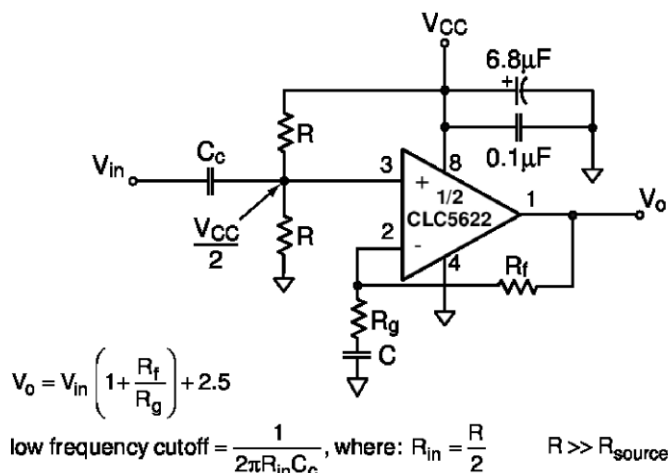 VCC
6.8µF
+
R
Cc
Vin
3
8
0.1µF
+
1/2
1
Vo
VCC
2
R
CLC5622
2
-
4
Rf
Rg
C
Vo = Vin (1+ Rf/Rg) + 2.5
low frequency cutoff = 1/2πRinCc, where: Rin = R/2 R >> Rsource